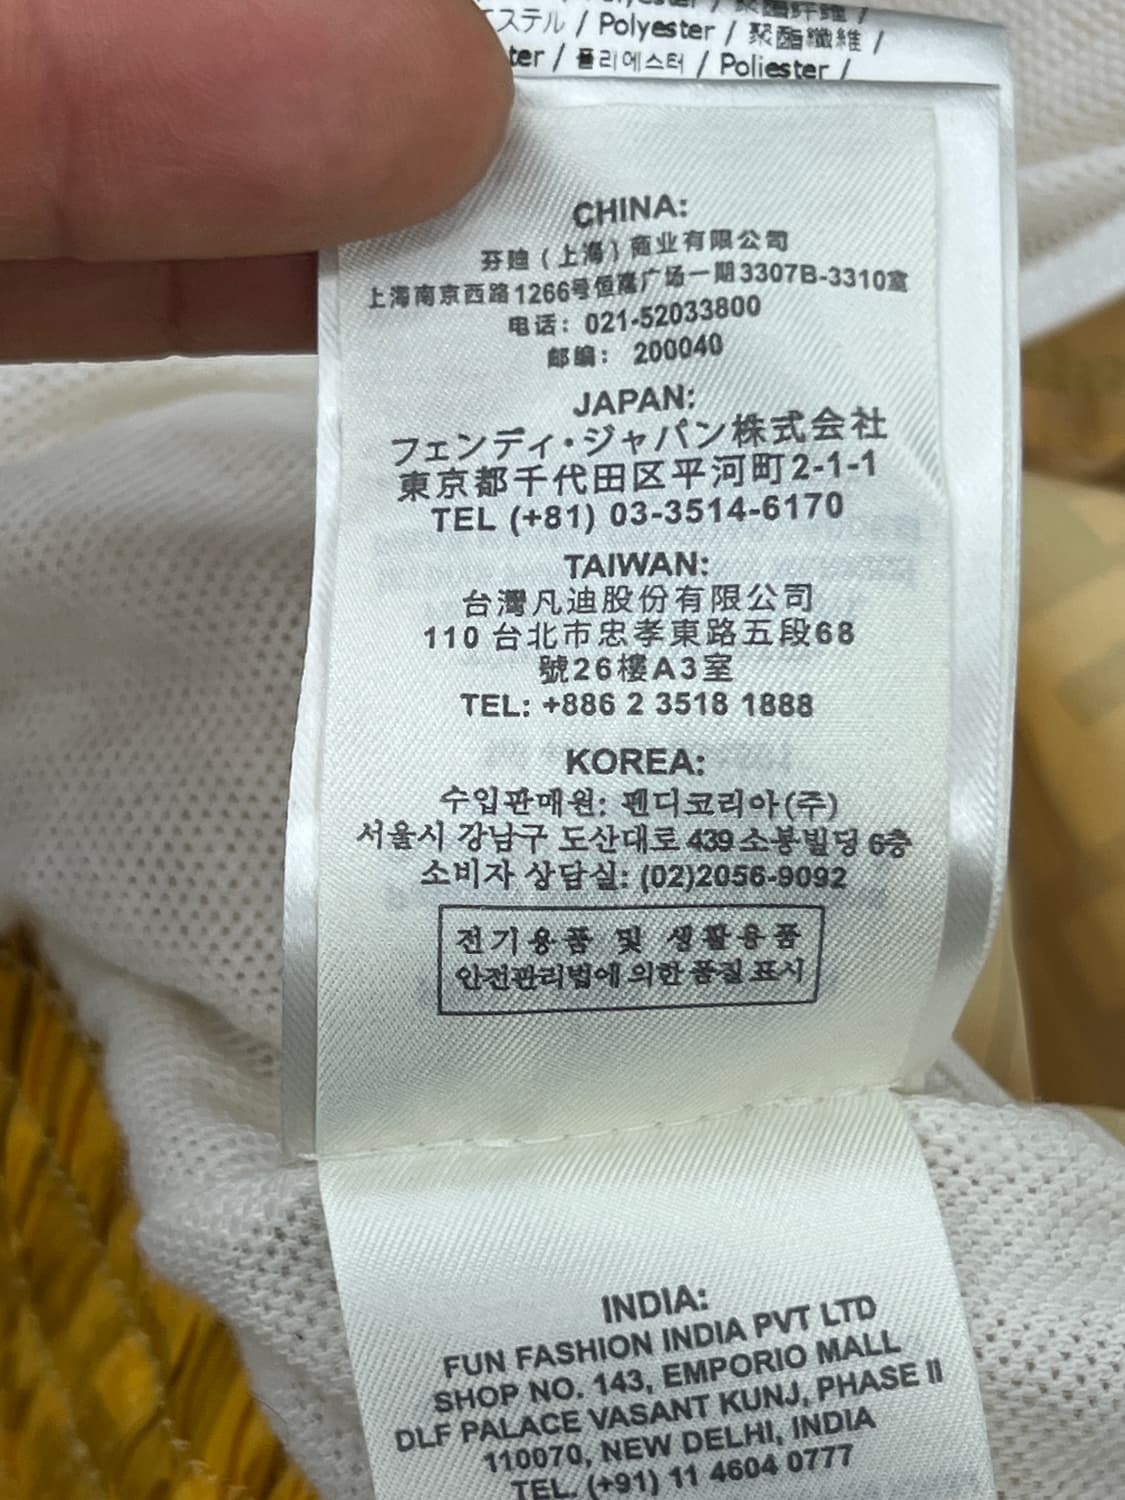 ステル / Polyester / 聚酯纖維 /
ter / 폴리에스터 / Poliester /
CHINA:
芬迪（上海）商业有限公司
上海南京西路1266号恒隆广场一期3307B-3310室
电话: 021-52033800
邮编: 200040
JAPAN:
フェンディ・ジャパン株式会社
東京都千代田区平河町2-1-1
TEL (+81) 03-3514-6170
TAIWAN:
台灣凡迪股份有限公司
110 台北市忠孝東路五段68
號26樓A3室
TEL: +886 2 3518 1888
KOREA:
수입판매원: 펜디코리아(주)
서울시 강남구 도산대로 439 소봉빌딩 6층
소비자 상담실: (02)2056-9092
전기용품 및 생활용품
안전관리법에 의한 품질표시
INDIA:
FUN FASHION INDIA PVT LTD
SHOP NO. 143, EMPORIO MALL
DLF PALACE VASANT KUNJ, PHASE II
110070, NEW DELHI, INDIA
TEL. (+91) 11 4604 0777